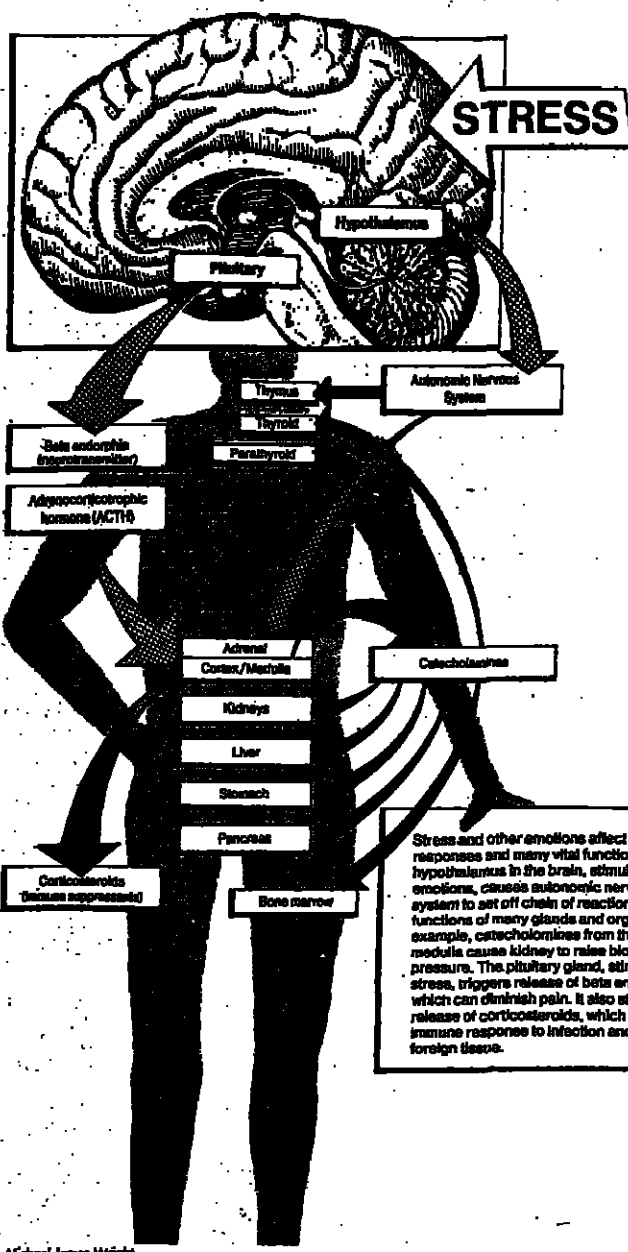 STRESS
Hypothalamus
Pituitary
Thymus
Thyroid
Parathyroid
Autonomic Nervous
System
Beta endorphin
(neurotransmitter)
Adrenocorticotrophic
hormone (ACTH)
Adrenal
Cortex/Medulla
Catecholamines
Kidneys
Liver
Stomach
Pancreas
Corticosteroids
(immune suppressants)
Bone marrow
Stress and other emotions affect
responses and many vital function
hypothalamus in the brain, stimul
emotions, causes autonomic nerv
system to set off chain of reaction
functions of many glands and org
example, catecholomines from th
medulla cause kidney to raise blo
pressure. The pituitary gland, stim
stress, triggers release of beta en
which can diminish pain. It also st
release of corticosteroids, which
immune response to infection and
foreign tissue.